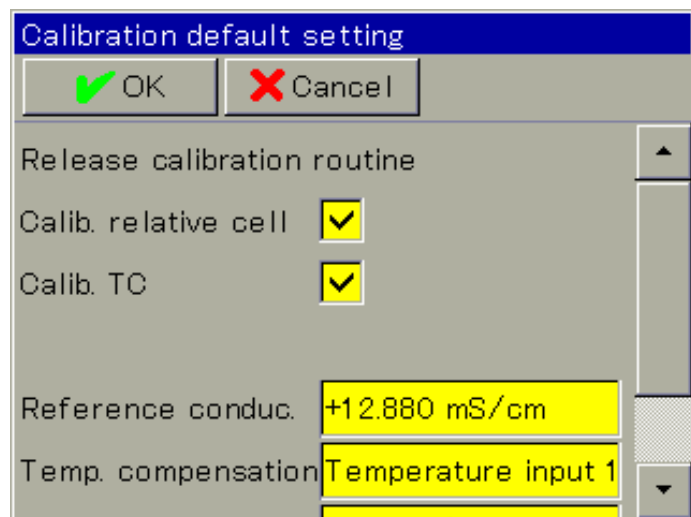 Calibration default setting
OK Cancel
Release calibration routine
Calib. relative cell
Calib. TC
Reference conduc. +12.880 mS/cm
Temp. compensation Temperature input 1